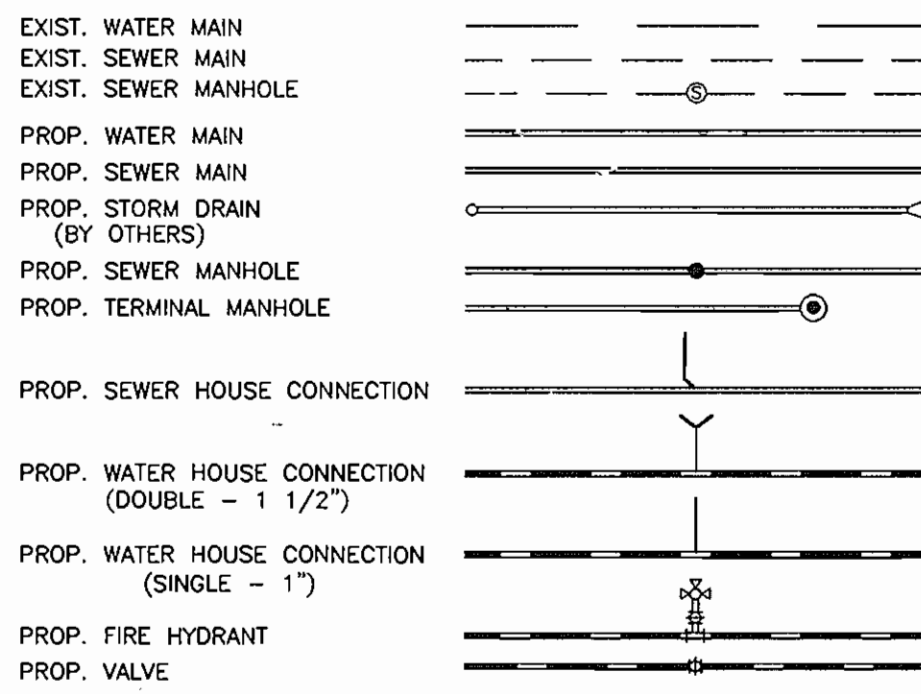 EXIST. WATER MAIN
EXIST. SEWER MAIN
EXIST. SEWER MANHOLE
S
PROP. WATER MAIN
PROP. SEWER MAIN
PROP. STORM DRAIN
(BY OTHERS)
PROP. SEWER MANHOLE
PROP. TERMINAL MANHOLE
PROP. SEWER HOUSE CONNECTION
PROP. WATER HOUSE CONNECTION
(DOUBLE - 1 1/2")
PROP. WATER HOUSE CONNECTION
(SINGLE - 1")
PROP. FIRE HYDRANT
PROP. VALVE